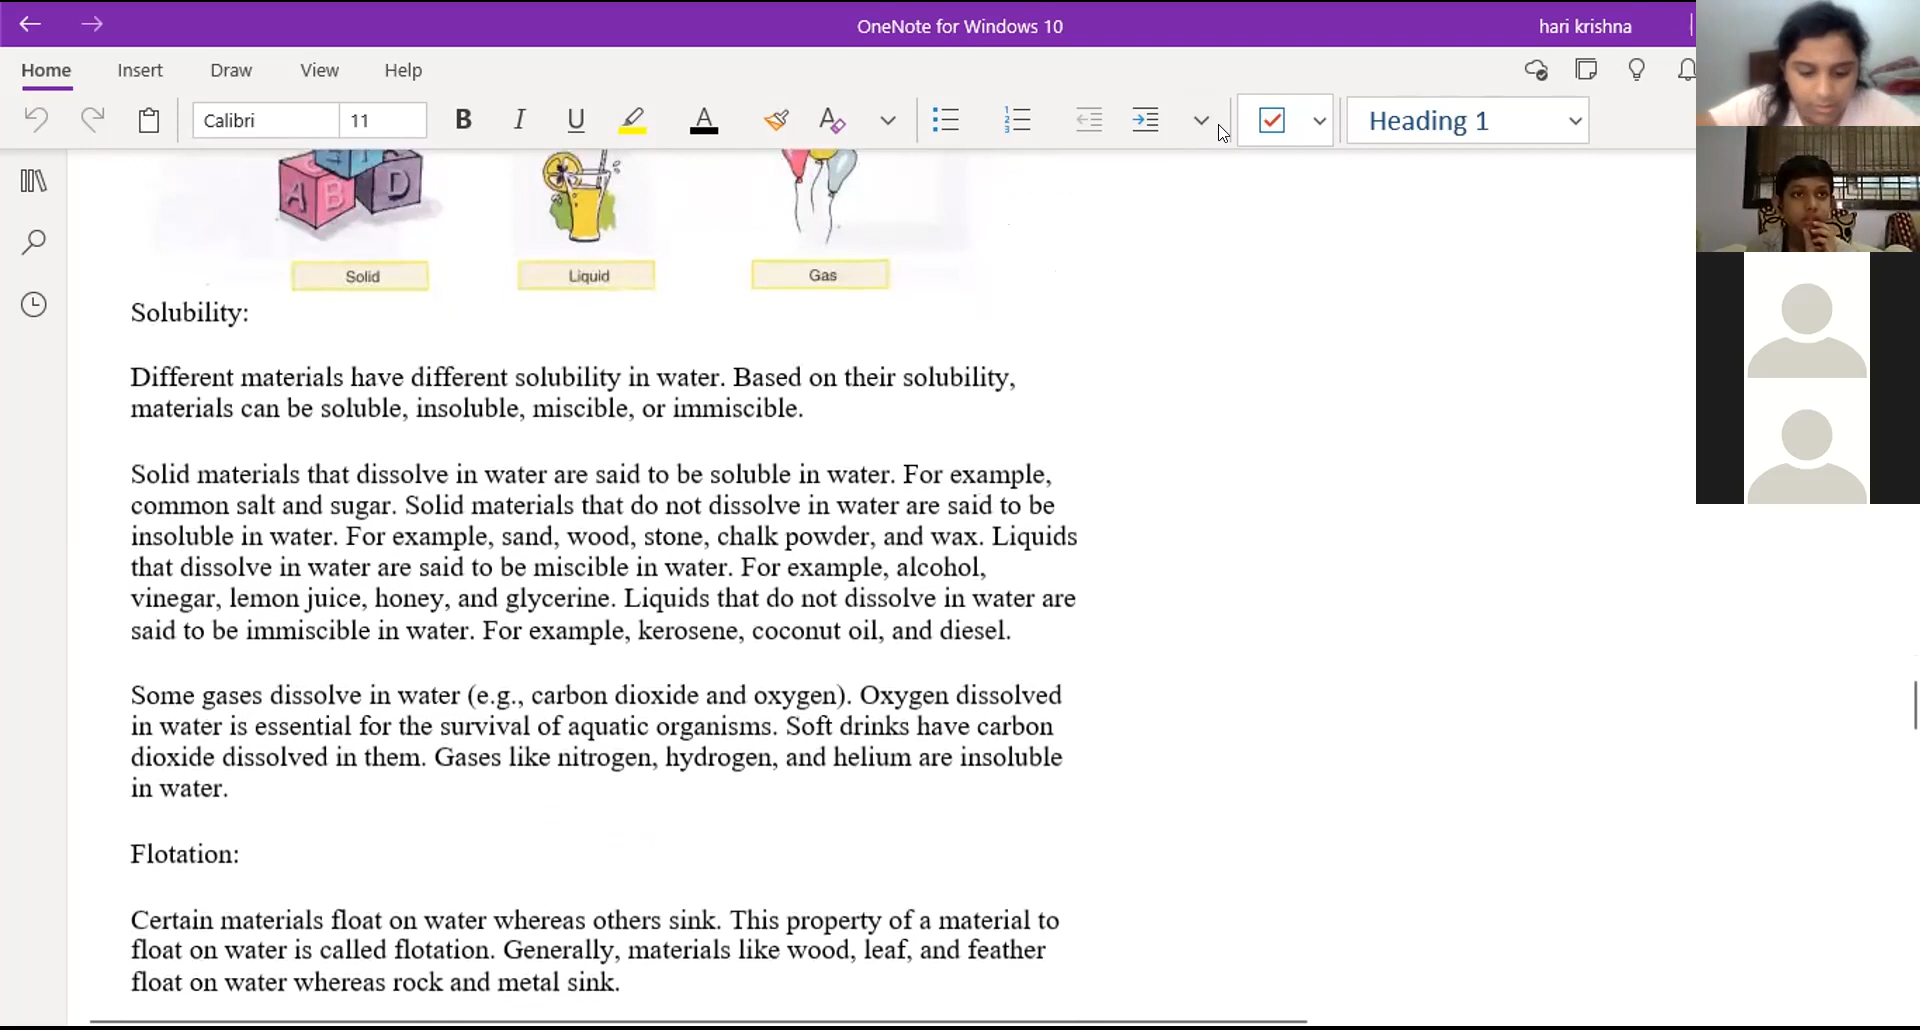 OneNote for Windows 10
hari krishna
Home Insert Draw View Help
Calibri 11 B I U A A Heading 1
A B D
Solid Liquid Gas
Solubility:
Different materials have different solubility in water. Based on their solubility,
materials can be soluble, insoluble, miscible, or immiscible.
Solid materials that dissolve in water are said to be soluble in water. For example,
common salt and sugar. Solid materials that do not dissolve in water are said to be
insoluble in water. For example, sand, wood, stone, chalk powder, and wax. Liquids
that dissolve in water are said to be miscible in water. For example, alcohol,
vinegar, lemon juice, honey, and glycerine. Liquids that do not dissolve in water are
said to be immiscible in water. For example, kerosene, coconut oil, and diesel.
Some gases dissolve in water (e.g., carbon dioxide and oxygen). Oxygen dissolved
in water is essential for the survival of aquatic organisms. Soft drinks have carbon
dioxide dissolved in them. Gases like nitrogen, hydrogen, and helium are insoluble
in water.
Flotation:
Certain materials float on water whereas others sink. This property of a material to
float on water is called flotation. Generally, materials like wood, leaf, and feather
float on water whereas rock and metal sink.